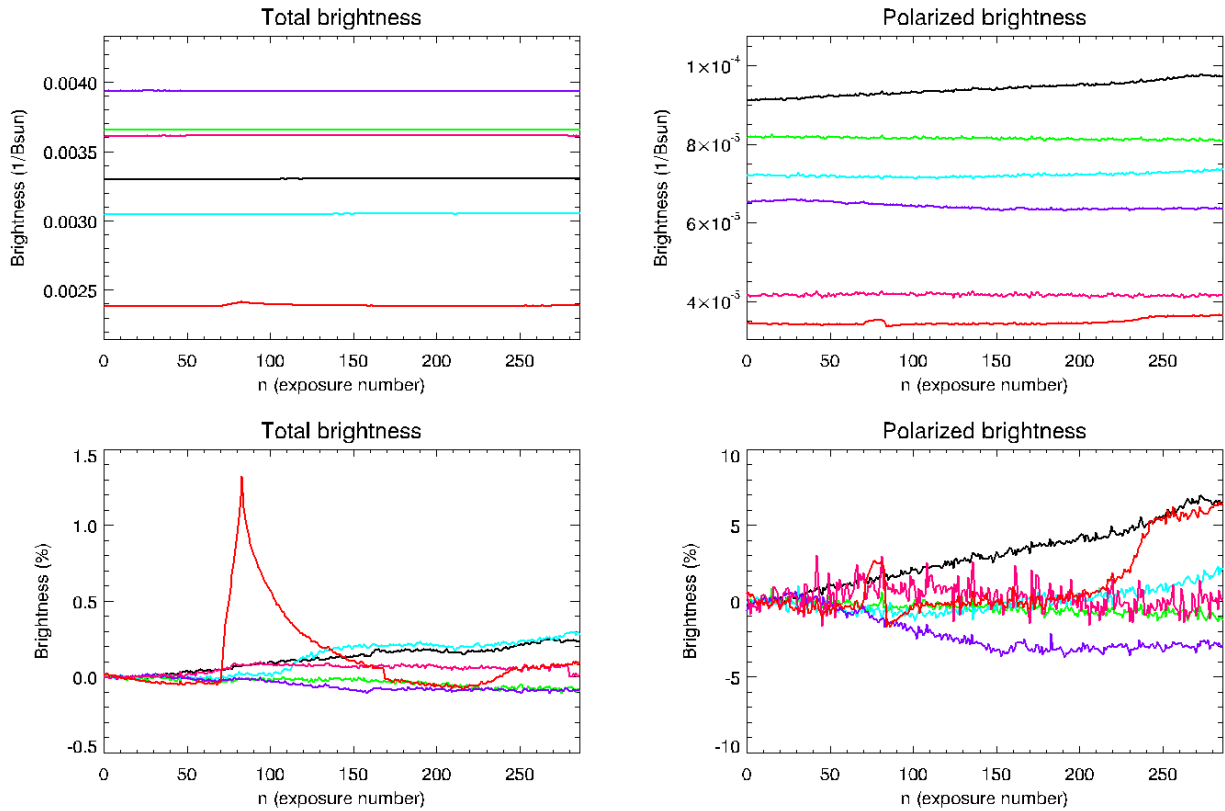 Total brightness
0.0040
0.0035
0.0030
0.0025
Brightness (1/Bsun)
0 50 100 150 200 250
n (exposure number)
Polarized brightness
1×10⁻⁴
8×10⁻⁵
6×10⁻⁵
4×10⁻⁵
Brightness (1/Bsun)
0 50 100 150 200 250
n (exposure number)
Total brightness
1.5
1.0
0.5
0.0
-0.5
Brightness (%)
0 50 100 150 200 250
n (exposure number)
Polarized brightness
10
5
0
-5
-10
Brightness (%)
0 50 100 150 200 250
n (exposure number)